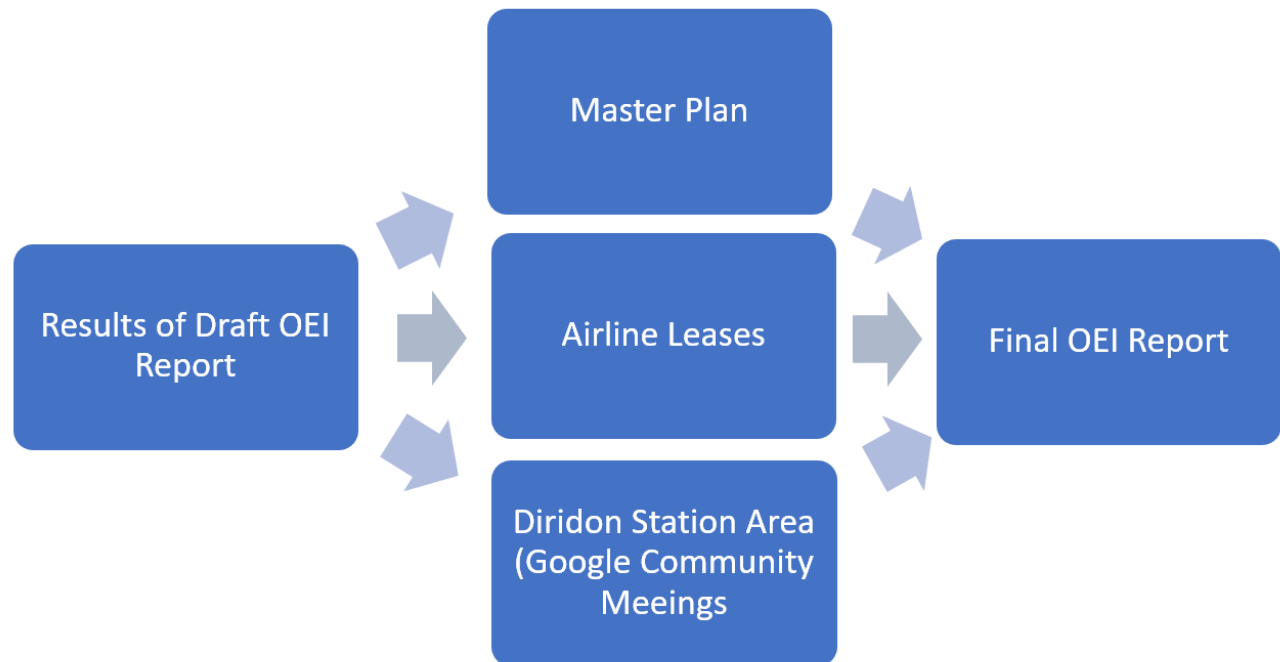 Master Plan
Results of Draft OEI
Report
Airline Leases
Final OEI Report
Diridon Station Area
(Google Community
Meeings